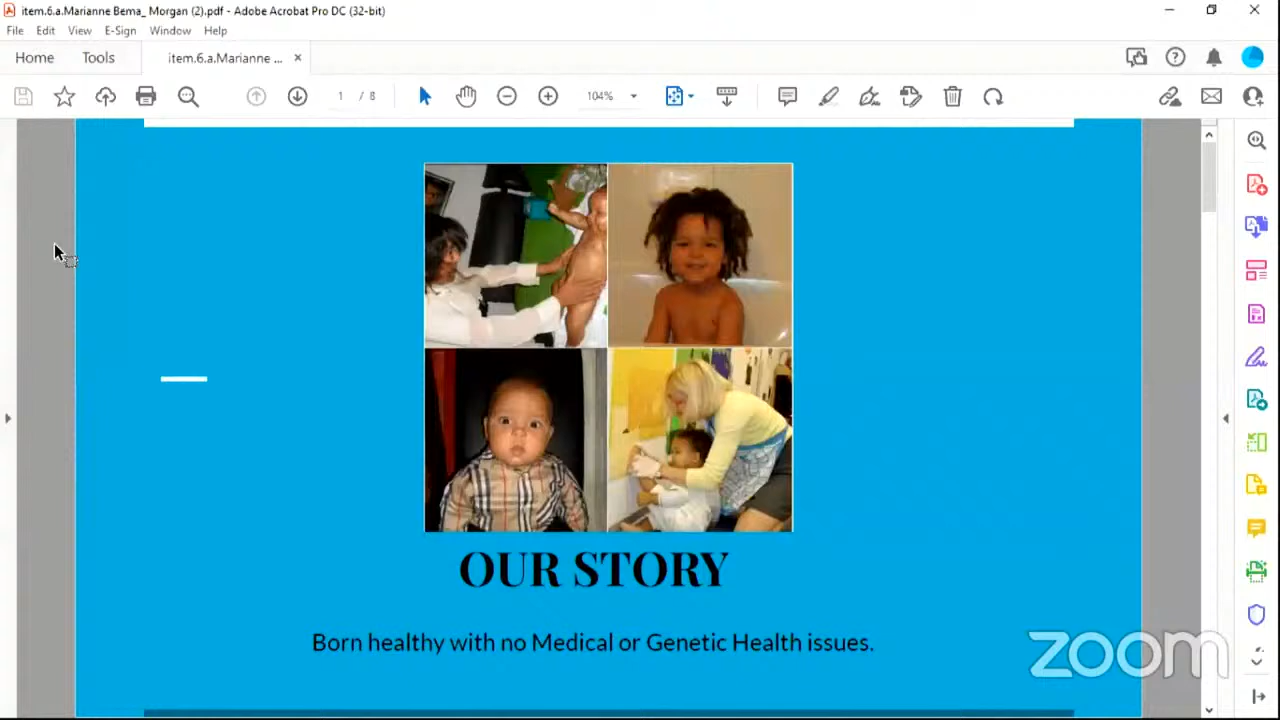 item.6.a.Marianne Bema_ Morgan (2).pdf - Adobe Acrobat Pro DC (32-bit)
File Edit View E-Sign Window Help
Home Tools item.6.a.Marianne ...
1 / 8 104%
OUR STORY
Born healthy with no Medical or Genetic Health issues.
zoom